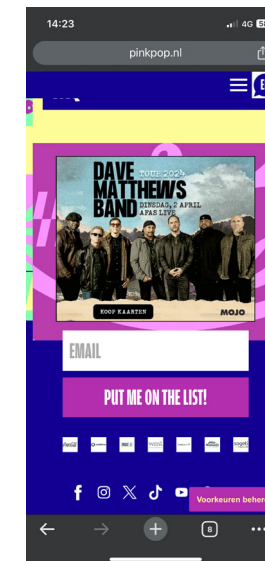 14:23
4G 58
pinkpop.nl
E
DAVE TOUR 2024
MATTHEWS
BAND DINSDAG, 2 APRIL
AFAS LIVE
KOOP KAARTEN
MOJO
EMAIL
PUT ME ON THE LIST!
Voorkeuren beher
8